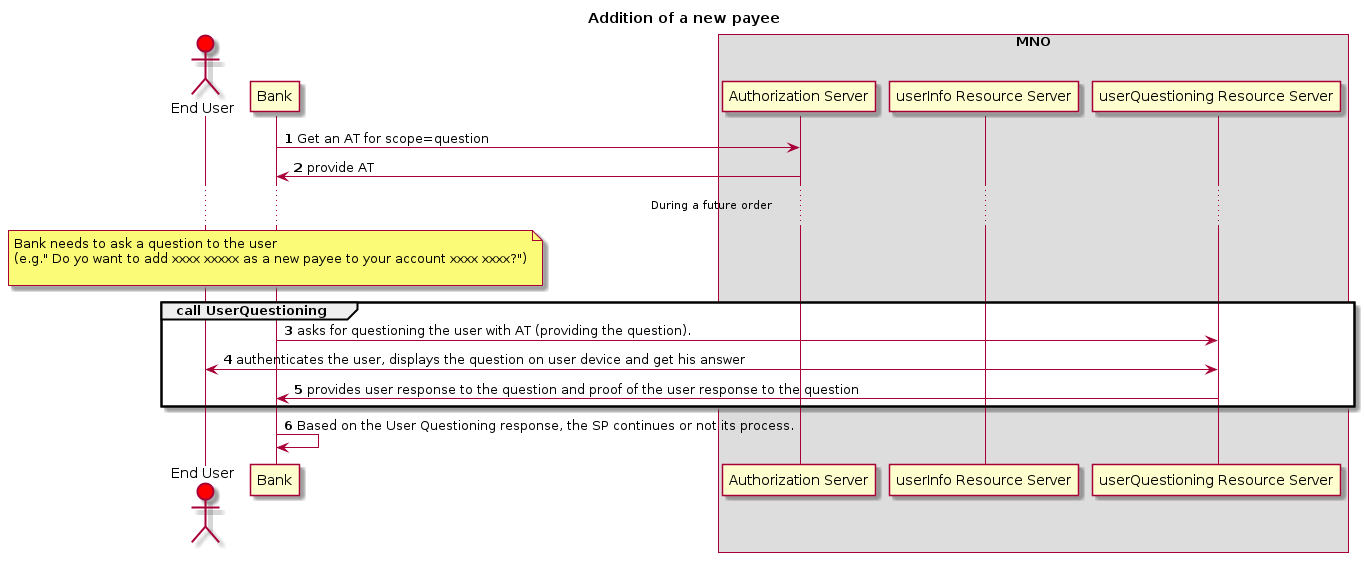 Addition of a new payee
MNO
End User
Bank
Authorization Server
userInfo Resource Server
userQuestioning Resource Server
1 Get an AT for scope=question
2 provide AT
During a future order
Bank needs to ask a question to the user
(e.g." Do yo want to add xxxx xxxxx as a new payee to your account xxxx xxxx?")
call UserQuestioning
3 asks for questioning the user with AT (providing the question).
4 authenticates the user, displays the question on user device and get his answer
5 provides user response to the question and proof of the user response to the question
6 Based on the User Questioning response, the SP continues or not its process.
End User
Bank
Authorization Server
userInfo Resource Server
userQuestioning Resource Server